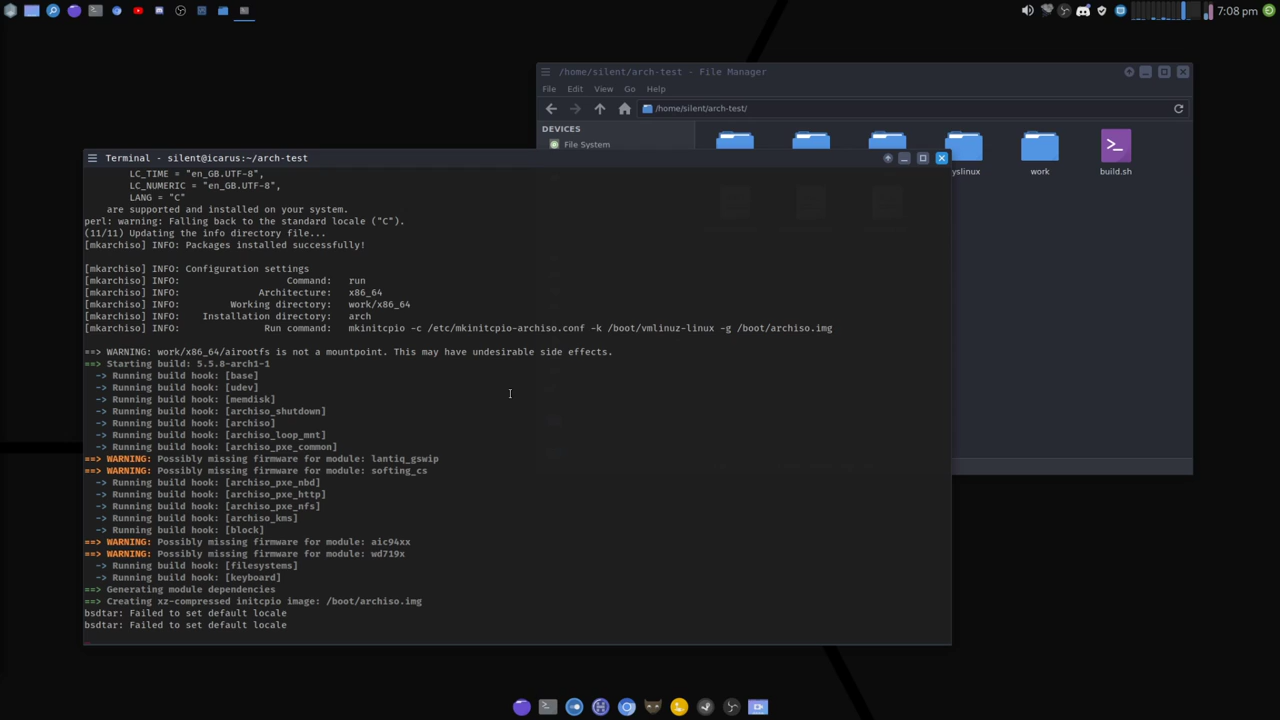 7:08 pm
/home/silent/arch-test - File Manager
File Edit View Go Help
/home/silent/arch-test/
DEVICES
File System
yslinux
work
build.sh
Terminal - silent@icarus:~/arch-test
LC_TIME = "en_GB.UTF-8",
LC_NUMERIC = "en_GB.UTF-8",
LANG = "C"
are supported and installed on your system.
perl: warning: Falling back to the standard locale ("C").
(11/11) Updating the info directory file...
[mkarchiso] INFO: Packages installed successfully!
[mkarchiso] INFO: Configuration settings
[mkarchiso] INFO: Command: run
[mkarchiso] INFO: Architecture: x86_64
[mkarchiso] INFO: Working directory: work/x86_64
[mkarchiso] INFO: Installation directory: arch
[mkarchiso] INFO: Run command: mkinitcpio -c /etc/mkinitcpio-archiso.conf -k /boot/vmlinuz-linux -g /boot/archiso.img
==> WARNING: work/x86_64/airootfs is not a mountpoint. This may have undesirable side effects.
==> Starting build: 5.5.8-arch1-1
-> Running build hook: [base]
-> Running build hook: [udev]
-> Running build hook: [memdisk]
-> Running build hook: [archiso_shutdown]
-> Running build hook: [archiso]
-> Running build hook: [archiso_loop_mnt]
-> Running build hook: [archiso_pxe_common]
==> WARNING: Possibly missing firmware for module: lantiq_gswip
==> WARNING: Possibly missing firmware for module: softing_cs
-> Running build hook: [archiso_pxe_nbd]
-> Running build hook: [archiso_pxe_http]
-> Running build hook: [archiso_pxe_nfs]
-> Running build hook: [archiso_kms]
-> Running build hook: [block]
==> WARNING: Possibly missing firmware for module: aic94xx
==> WARNING: Possibly missing firmware for module: wd719x
-> Running build hook: [filesystems]
-> Running build hook: [keyboard]
==> Generating module dependencies
==> Creating xz-compressed initcpio image: /boot/archiso.img
bsdtar: Failed to set default locale
bsdtar: Failed to set default locale